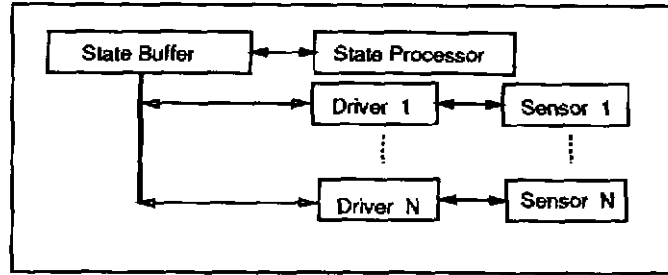 State Buffer
State Processor
Driver 1
Sensor 1
Driver N
Sensor N